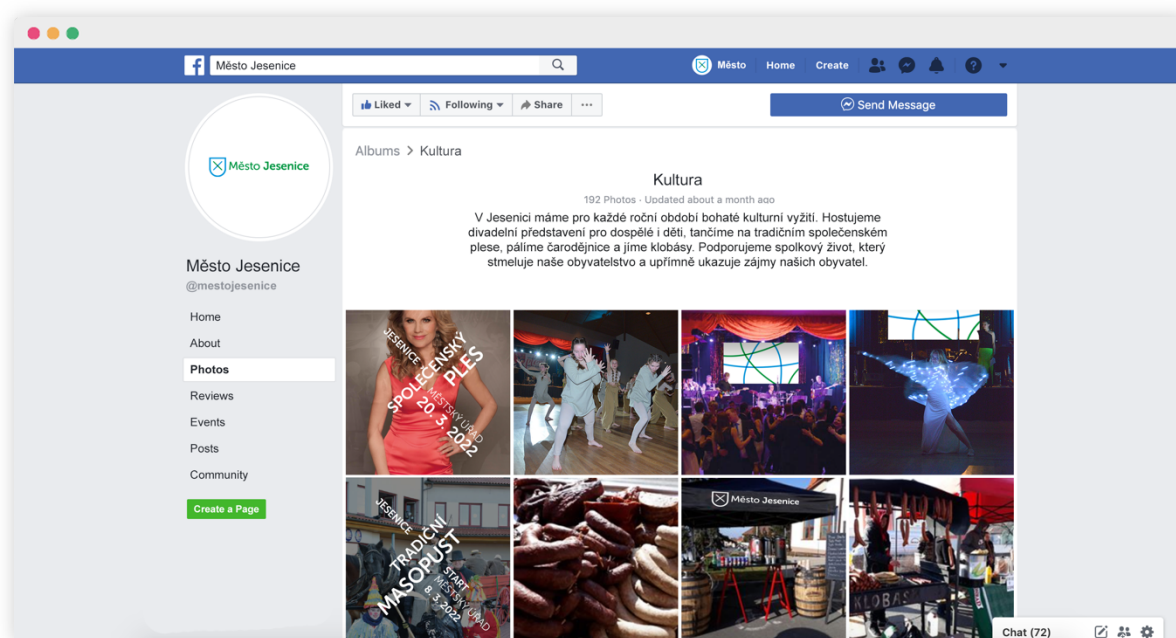 Město Jesenice
Město
Home
Create
Město Jesenice
Město Jesenice
@mestojesenice
Home
About
Photos
Reviews
Events
Posts
Community
Create a Page
Liked
Following
Share
Send Message
Albums > Kultura
Kultura
192 Photos · Updated about a month ago
V Jesenici máme pro každé roční období bohaté kulturní vyžití. Hostujeme
divadelní představení pro dospělé i děti, tančíme na tradičním společenském
plese, pálíme čarodějnice a jíme klobásy. Podporujeme spolkový život, který
stmeluje naše obyvatelstvo a upřímně ukazuje zájmy našich obyvatel.
JESENICE
SPOLEČENSKÝ
PLES
MĚSTSKÝ ÚŘAD
20. 3. 2022
JESENICE
TRADIČNÍ
MASOPUST
START
MĚSTSKÝ ÚŘAD
8. 3. 2022
Město Jesenice
KLOBÁS
Chat (72)